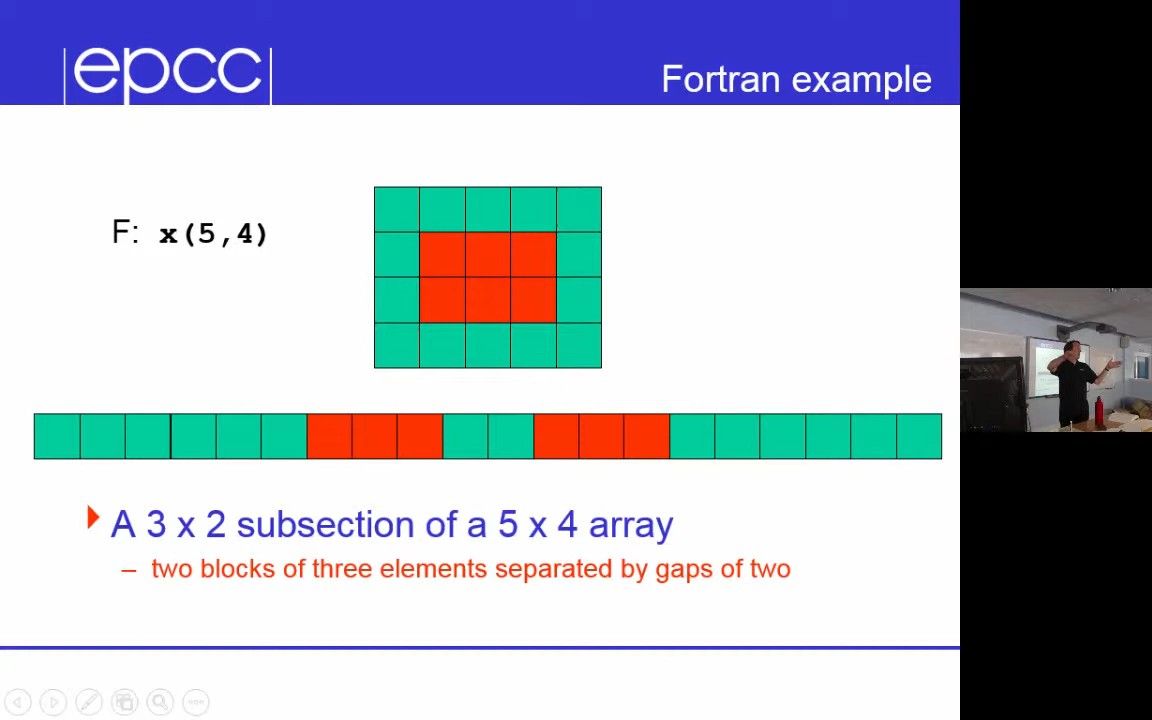 epcc
Fortran example
F: x(5,4)
A 3 x 2 subsection of a 5 x 4 array
– two blocks of three elements separated by gaps of two